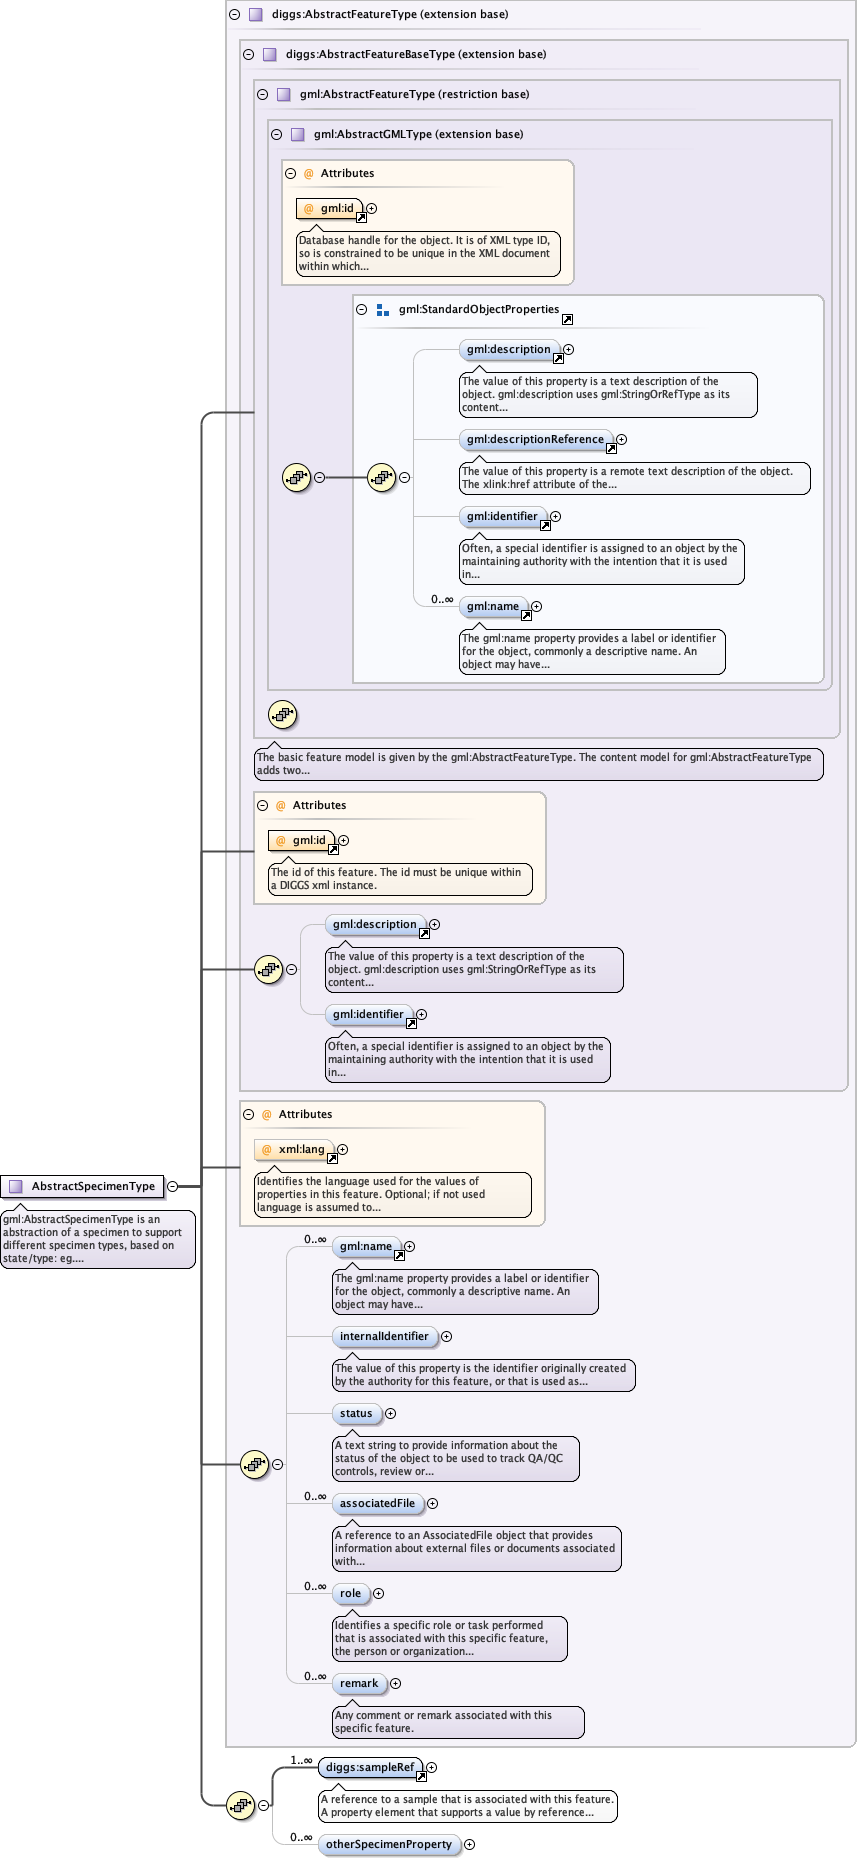 diggs:AbstractFeatureType (extension base)
diggs:AbstractFeatureBaseType (extension base)
gml:AbstractFeatureType (restriction base)
gml:AbstractGMLType (extension base)
@ Attributes
@ gml:id
Database handle for the object. It is of XML type ID,
so is constrained to be unique in the XML document
within which...
gml:StandardObjectProperties
gml:description
The value of this property is a text description of the
object. gml:description uses gml:StringOrRefType as its
content...
gml:descriptionReference
The value of this property is a remote text description of the object.
The xlink:href attribute of the...
gml:identifier
Often, a special identifier is assigned to an object by the
maintaining authority with the intention that it is used
in...
0..∞
gml:name
The gml:name property provides a label or identifier
for the object, commonly a descriptive name. An
object may have...
The basic feature model is given by the gml:AbstractFeatureType. The content model for gml:AbstractFeatureType
adds two...
@ Attributes
@ gml:id
The id of this feature. The id must be unique within
a DIGGS xml instance.
gml:description
The value of this property is a text description of the
object. gml:description uses gml:StringOrRefType as its
content...
gml:identifier
Often, a special identifier is assigned to an object by the
maintaining authority with the intention that it is used
in...
@ Attributes
@ xml:lang
Identifies the language used for the values of
properties in this feature. Optional; if not used
language is assumed to...
AbstractSpecimenType
gml:AbstractSpecimenType is an
abstraction of a specimen to support
different specimen types, based on
state/type: eg....
0..∞
gml:name
The gml:name property provides a label or identifier
for the object, commonly a descriptive name. An
object may have...
internalIdentifier
The value of this property is the identifier originally created
by the authority for this feature, or that is used as...
status
A text string to provide information about the
status of the object to be used to track QA/QC
controls, review or...
0..∞
associatedFile
A reference to an AssociatedFile object that provides
information about external files or documents associated
with...
0..∞
role
Identifies a specific role or task performed
that is associated with this specific feature,
the person or organization...
0..∞
remark
Any comment or remark associated with this
specific feature.
1..∞
diggs:sampleRef
A reference to a sample that is associated with this feature.
A property element that supports a value by reference...
0..∞
otherSpecimenProperty